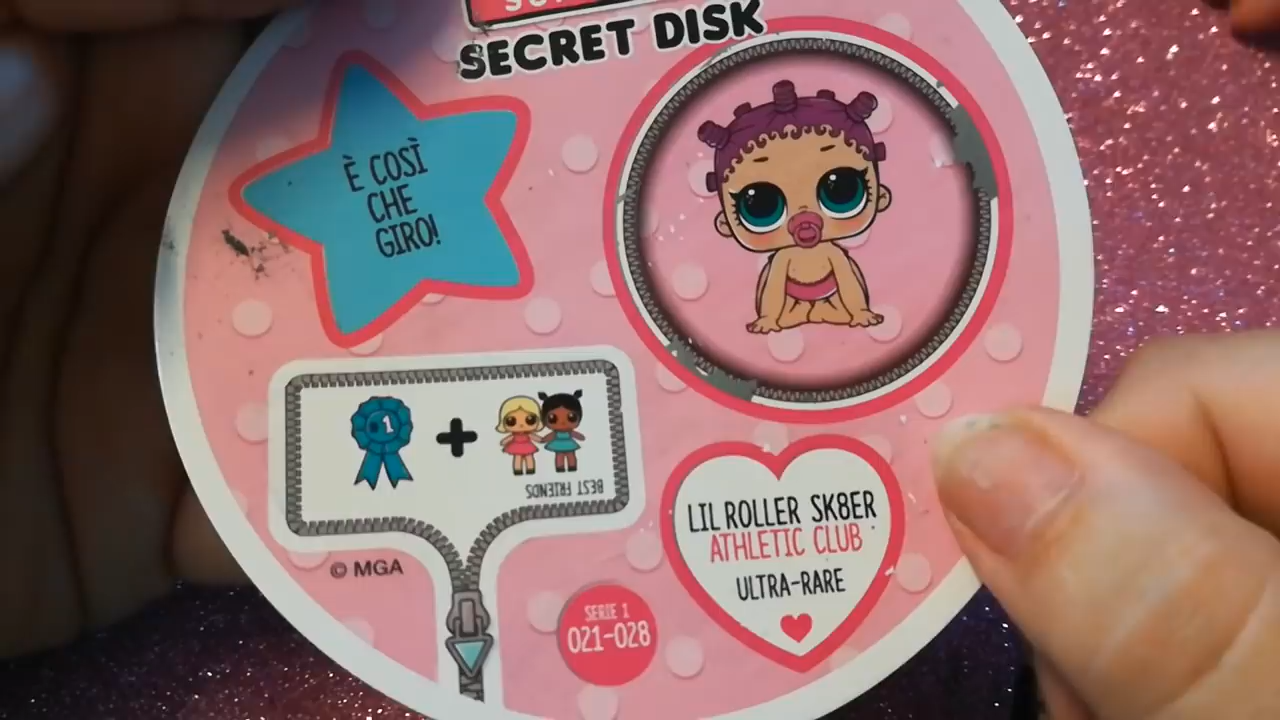 SECRET DISK
È COSÌ
CHE
GIRO!
1
BEST FRIENDS
LIL ROLLER SK8ER
ATHLETIC CLUB
ULTRA-RARE
© MGA
SERIE 1
021-028